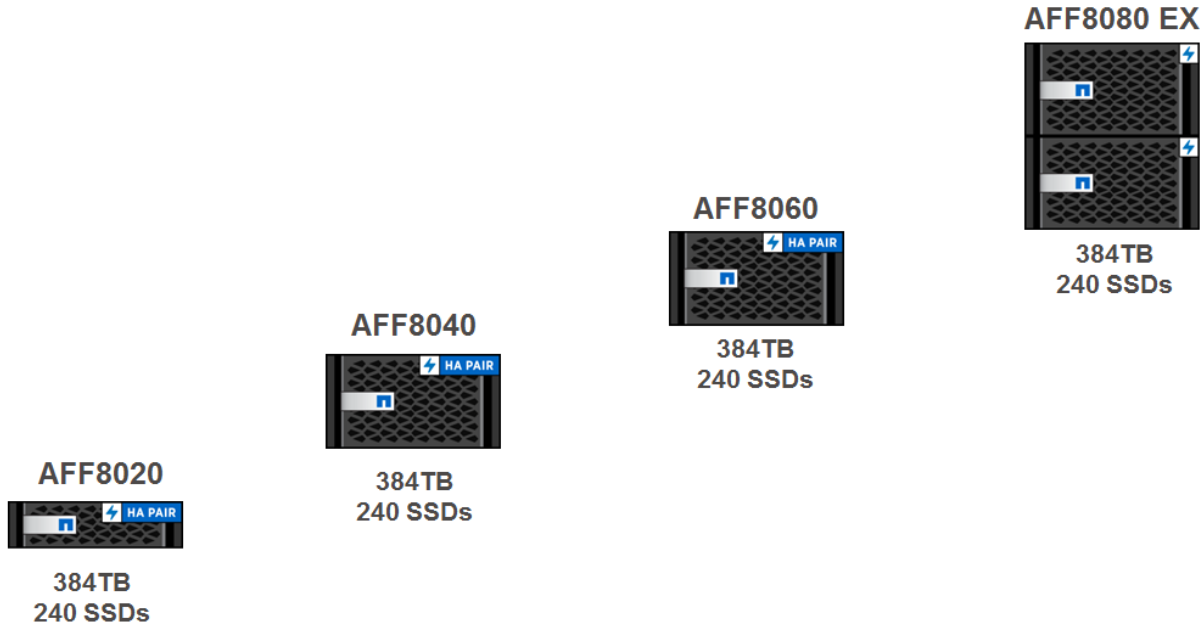 AFF8080 EX
384TB
240 SSDs
AFF8060
HA PAIR
384TB
240 SSDs
AFF8040
HA PAIR
384TB
240 SSDs
AFF8020
HA PAIR
384TB
240 SSDs